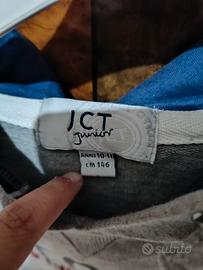 JCT
junior
ANNI 10-11
CM 146
subito